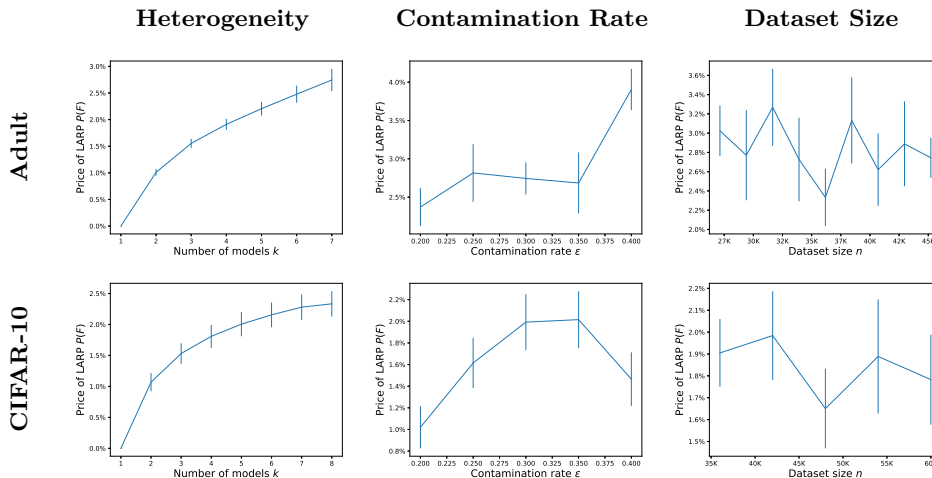 Heterogeneity Contamination Rate Dataset Size
Adult
Price of LARP P(F)
3.0%
2.5%
2.0%
1.5%
1.0%
0.5%
0.0%
1 2 3 4 5 6 7
Number of models k
Price of LARP P(F)
4.0%
3.0%
2.5%
0.200 0.225 0.250 0.275 0.300 0.325 0.350 0.375 0.400
Contamination rate ε
Price of LARP P(F)
3.6%
3.2%
3.0%
2.8%
2.6%
2.4%
2.2%
2.0%
27K 30K 32K 35K 37K 40K 42K 45K
Dataset size n
CIFAR-10
Price of LARP P(F)
2.5%
2.0%
1.5%
1.0%
0.5%
0.0%
1 2 3 4 5 6 7 8
Number of models k
Price of LARP P(F)
2.2%
2.0%
1.8%
1.6%
1.4%
1.2%
1.0%
0.8%
0.200 0.225 0.250 0.275 0.300 0.325 0.350 0.375 0.400
Contamination rate ε
Price of LARP P(F)
2.2%
2.1%
2.0%
1.9%
1.8%
1.7%
1.6%
1.5%
35K 40K 45K 50K 55K 60
Dataset size n